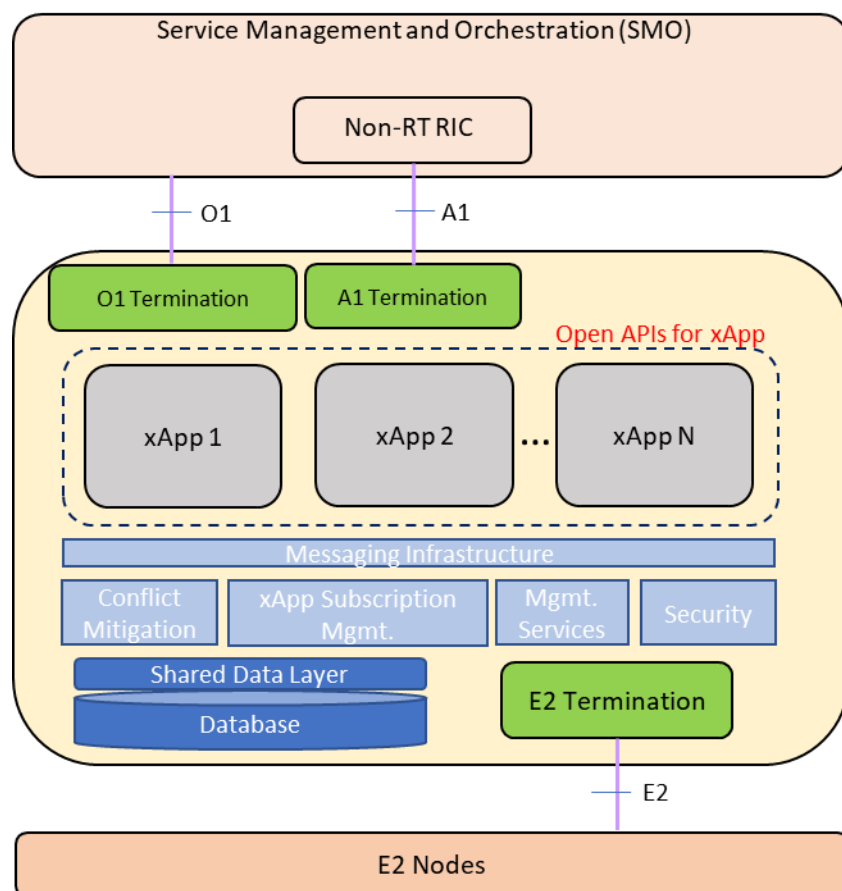 Service Management and Orchestration (SMO)
Non-RT RIC
O1
A1
O1 Termination
A1 Termination
Open APIs for xApp
xApp 1
xApp 2
...
xApp N
Messaging Infrastructure
Conflict
Mitigation
xApp Subscription
Mgmt.
Mgmt.
Services
Security
Shared Data Layer
Database
E2 Termination
E2
E2 Nodes